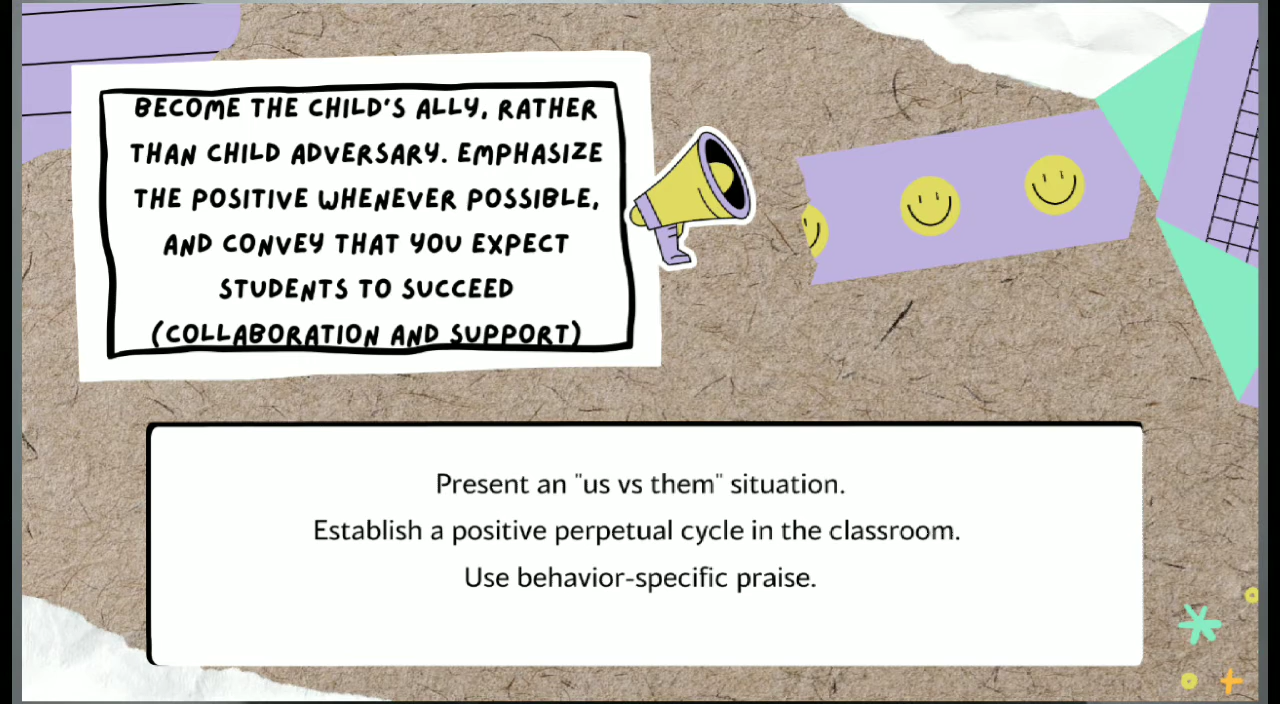 BECOME THE CHILD'S ALLY, RATHER
THAN CHILD ADVERSARY. EMPHASIZE
THE POSITIVE WHENEVER POSSIBLE,
AND CONVEY THAT YOU EXPECT
STUDENTS TO SUCCEED
(COLLABORATION AND SUPPORT)
Present an "us vs them" situation.
Establish a positive perpetual cycle in the classroom.
Use behavior-specific praise.